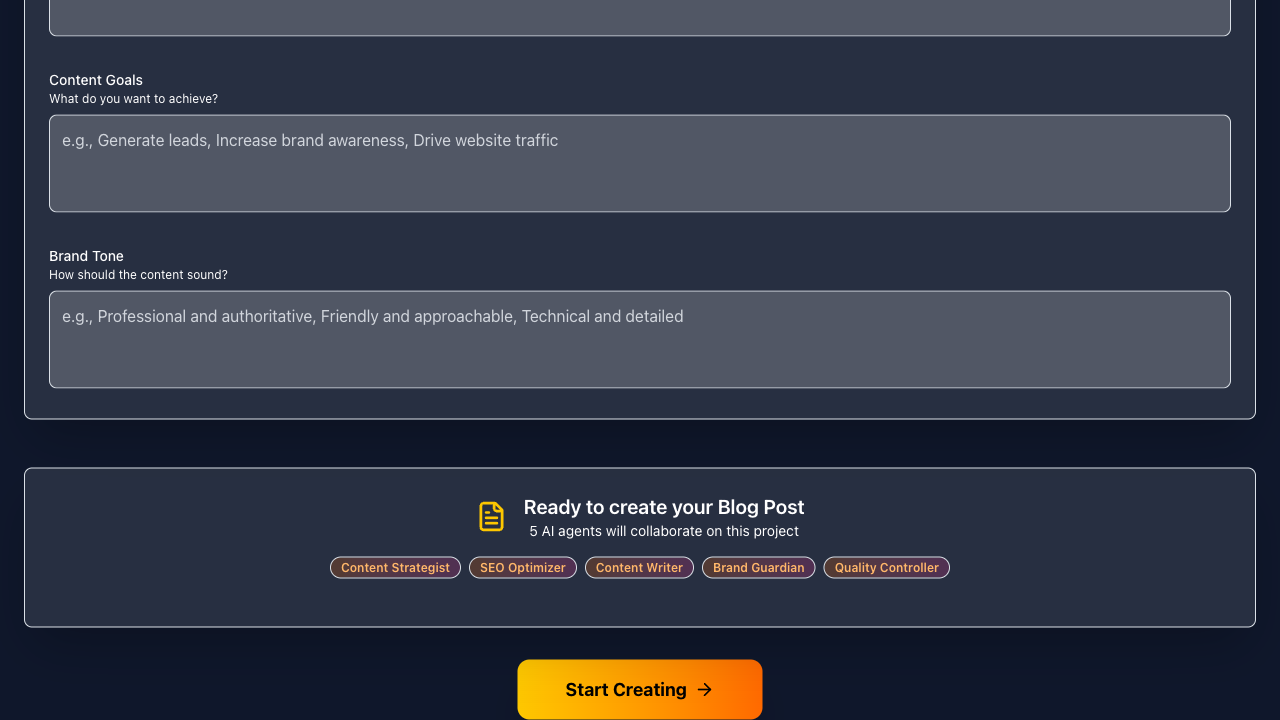 Content Goals
What do you want to achieve?
e.g., Generate leads, Increase brand awareness, Drive website traffic
Brand Tone
How should the content sound?
e.g., Professional and authoritative, Friendly and approachable, Technical and detailed
Ready to create your Blog Post
5 AI agents will collaborate on this project
Content Strategist SEO Optimizer Content Writer Brand Guardian Quality Controller
Start Creating →